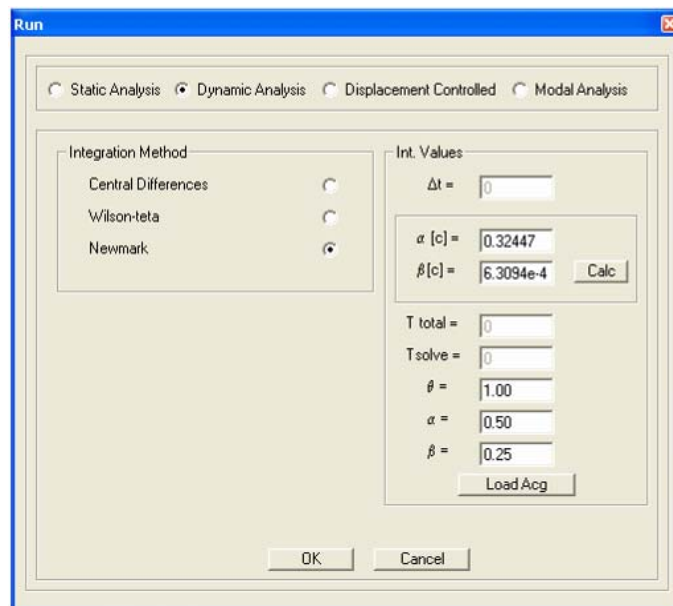 Run
Static Analysis Dynamic Analysis Displacement Controlled Modal Analysis
Integration Method
Central Differences
Wilson-teta
Newmark
Int. Values
Δt = 0
α [c] = 0.32447
β [c] = 6.3094e-4 Calc
T total = 0
Tsolve = 0
θ = 1.00
α = 0.50
β = 0.25
Load Acg
OK Cancel